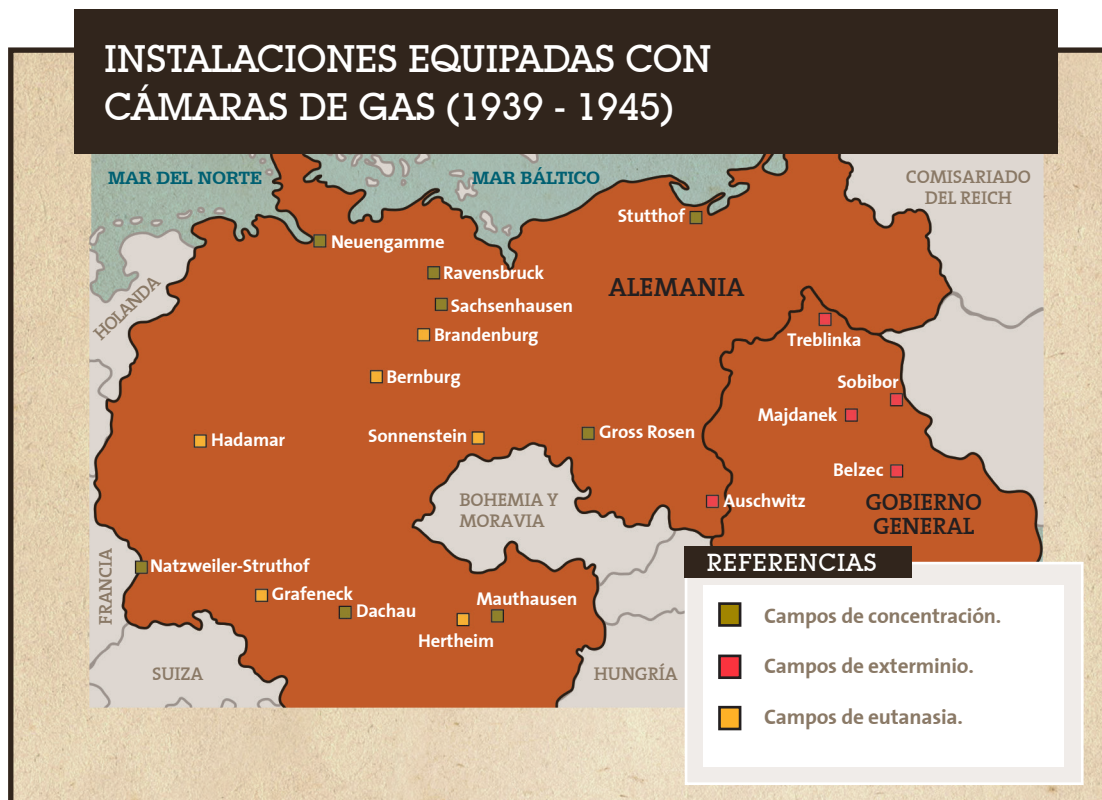 INSTALACIONES EQUIPADAS CON
CÁMARAS DE GAS (1939 - 1945)
MAR DEL NORTE
MAR BÁLTICO
COMISARIADO
DEL REICH
Stutthof
Neuengamme
Ravensbruck
ALEMANIA
HOLANDA
Sachsenhausen
Brandenburg
Treblinka
Bernburg
Sobibor
Majdanek
Hadamar
Sonnenstein
Gross Rosen
Belzec
BOHEMIA Y
MORAVIA
Auschwitz
GOBIERNO
GENERAL
FRANCIA
Natzweiler-Struthof
Grafeneck
Dachau
Mauthausen
Hertheim
SUIZA
HUNGRÍA
REFERENCIAS
Campos de concentración.
Campos de exterminio.
Campos de eutanasia.